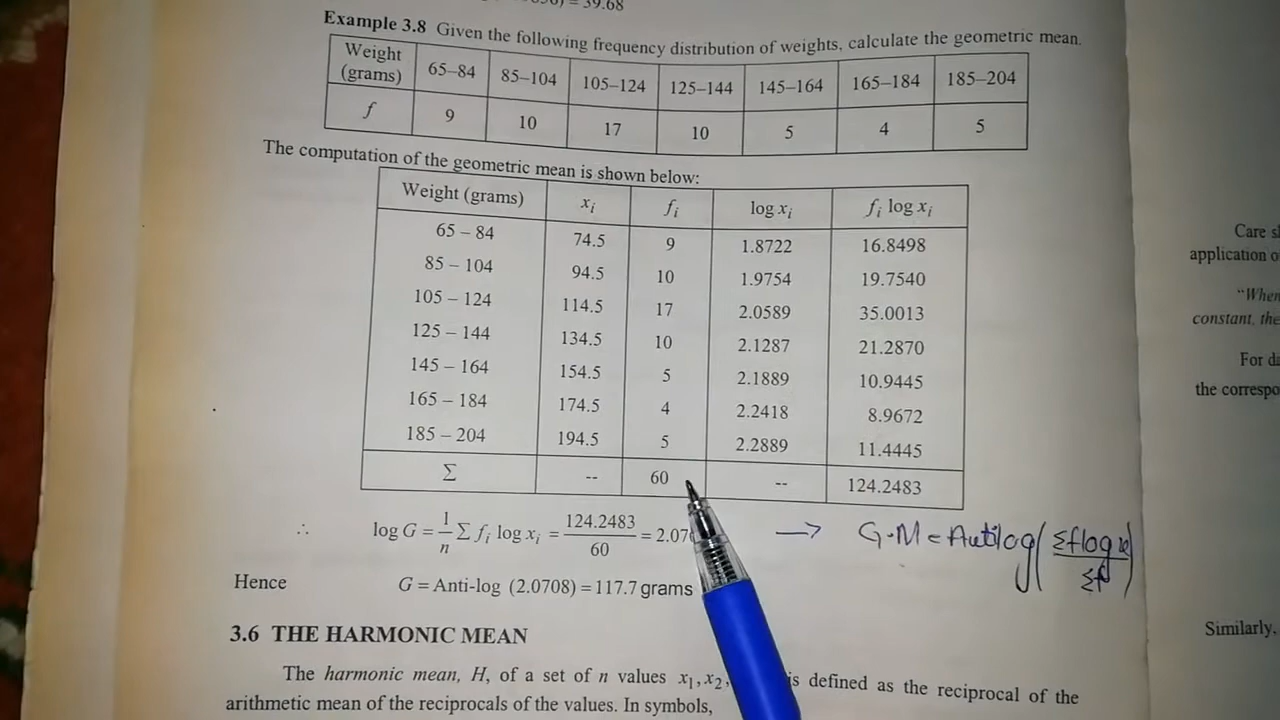 = 39.68
Example 3.8 Given the following frequency distribution of weights, calculate the geometric mean.
Weight (grams) 65–84 85–104 105–124 125–144 145–164 165–184 185–204
f 9 10 17 10 5 4 5
The computation of the geometric mean is shown below:
Weight (grams) xi fi log xi fi log xi
65 – 84 74.5 9 1.8722 16.8498
85 – 104 94.5 10 1.9754 19.7540
105 – 124 114.5 17 2.0589 35.0013
125 – 144 134.5 10 2.1287 21.2870
145 – 164 154.5 5 2.1889 10.9445
165 – 184 174.5 4 2.2418 8.9672
185 – 204 194.5 5 2.2889 11.4445
Σ -- 60 -- 124.2483
∴ log G = 1/n Σ fi log xi = 124.2483/60 = 2.07
→ G.M = Antilog(Σf log x/Σf)
Hence G = Anti-log (2.0708) = 117.7 grams
3.6 THE HARMONIC MEAN
The harmonic mean, H, of a set of n values x1, x2, is defined as the reciprocal of the
arithmetic mean of the reciprocals of the values. In symbols,
Care
application
"When
constant, the
For
the
Similarly.